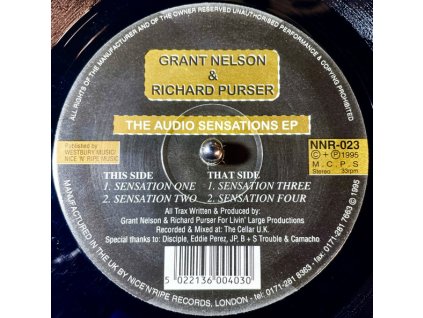 ALL RIGHTS OF THE MANUFACTURER AND OF THE OWNER RESERVED UNAUTHORISED PERFORMANCE & COPYING PROHIBITED
GRANT NELSON
&
RICHARD PURSER
THE AUDIO SENSATIONS EP
Published by
WESTBURY MUSIC/
NICE 'N' RIPE MUSIC
NNR-023
© + ℗ 1995
M.C.P.S
Stereo 33rpm
THIS SIDE
1. SENSATION ONE
2. SENSATION TWO
THAT SIDE
1. SENSATION THREE
2. SENSATION FOUR
All Trax Written & Produced by:
Grant Nelson & Richard Purser For Livin' Large Productions
Recorded & Mixed at: The Cellar U.K.
Special thanks to: Disciple, Eddie Perez, JP, B + S Trouble & Camacho
5 022136 004030
MANUFACTURED IN THE UK BY NICE'N'RIPE RECORDS, LONDON - tel: 0171-281 8363 - fax: 0171-281 7663 © 1995